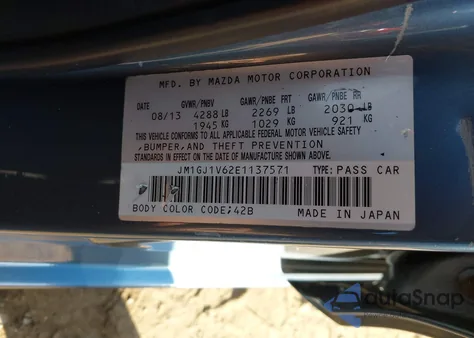 MFD. BY MAZDA MOTOR CORPORATION
GVWR/PNBV GAWR/PNBE FRT GAWR/PNBE RR
08/13 4288 LB 2269 LB 2030 LB
1945 KG 1029 KG 921 KG
THIS VEHICLE CONFORMS TO ALL APPLICABLE FEDERAL MOTOR VEHICLE SAFETY,
BUMPER, AND THEFT PREVENTION
STANDARDS IN EFFECT ON THE DATE OF MANUFACTURE SHOWN ABOVE.
JM1GJ1V62E1137571 TYPE: PASS CAR
BODY COLOR CODE;42B MADE IN JAPAN
AutajSnap